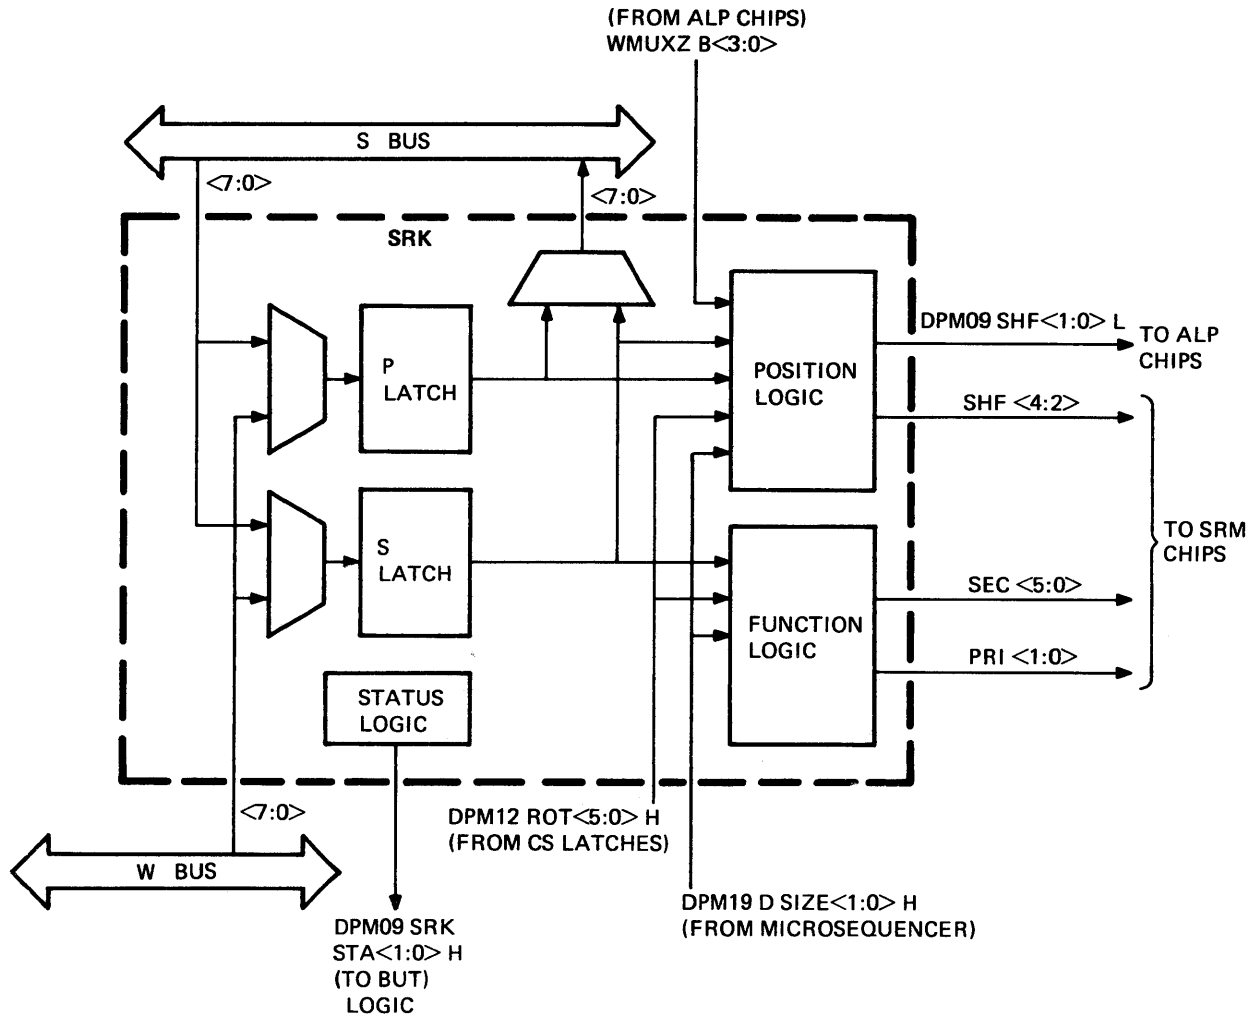 (FROM ALP CHIPS)
WMUXZ B<3:0>
S BUS
<7:0>
<7:0>
SRK
P
LATCH
POSITION
LOGIC
DPM09 SHF<1:0> L
TO ALP
CHIPS
SHF <4:2>
S
LATCH
TO SRM
CHIPS
FUNCTION
LOGIC
SEC <5:0>
PRI <1:0>
STATUS
LOGIC
<7:0>
DPM12 ROT<5:0> H
(FROM CS LATCHES)
W BUS
DPM19 D SIZE<1:0> H
(FROM MICROSEQUENCER)
DPM09 SRK
STA<1:0> H
(TO BUT)
LOGIC